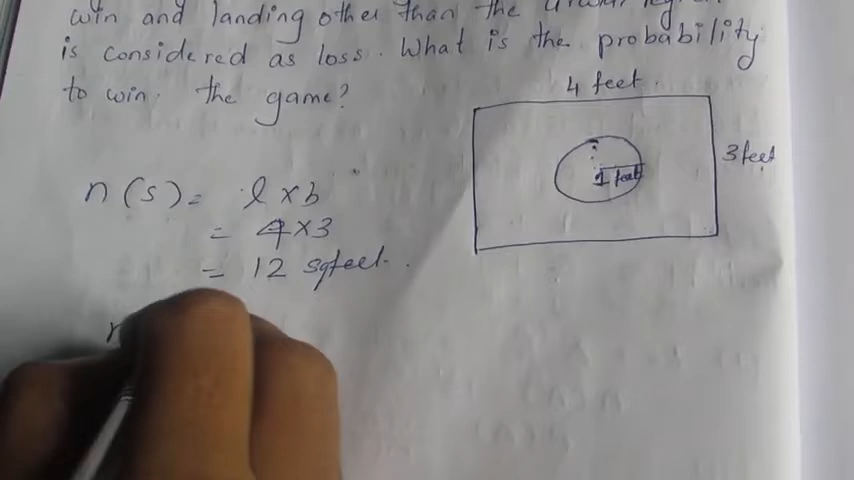 win and landing other than the
is considered as loss. What is the probability
to win. the game?
4 feet.
3 feet
1 feet
n (s) = l x b
= 4 x 3
= 12 sqfeet.
n